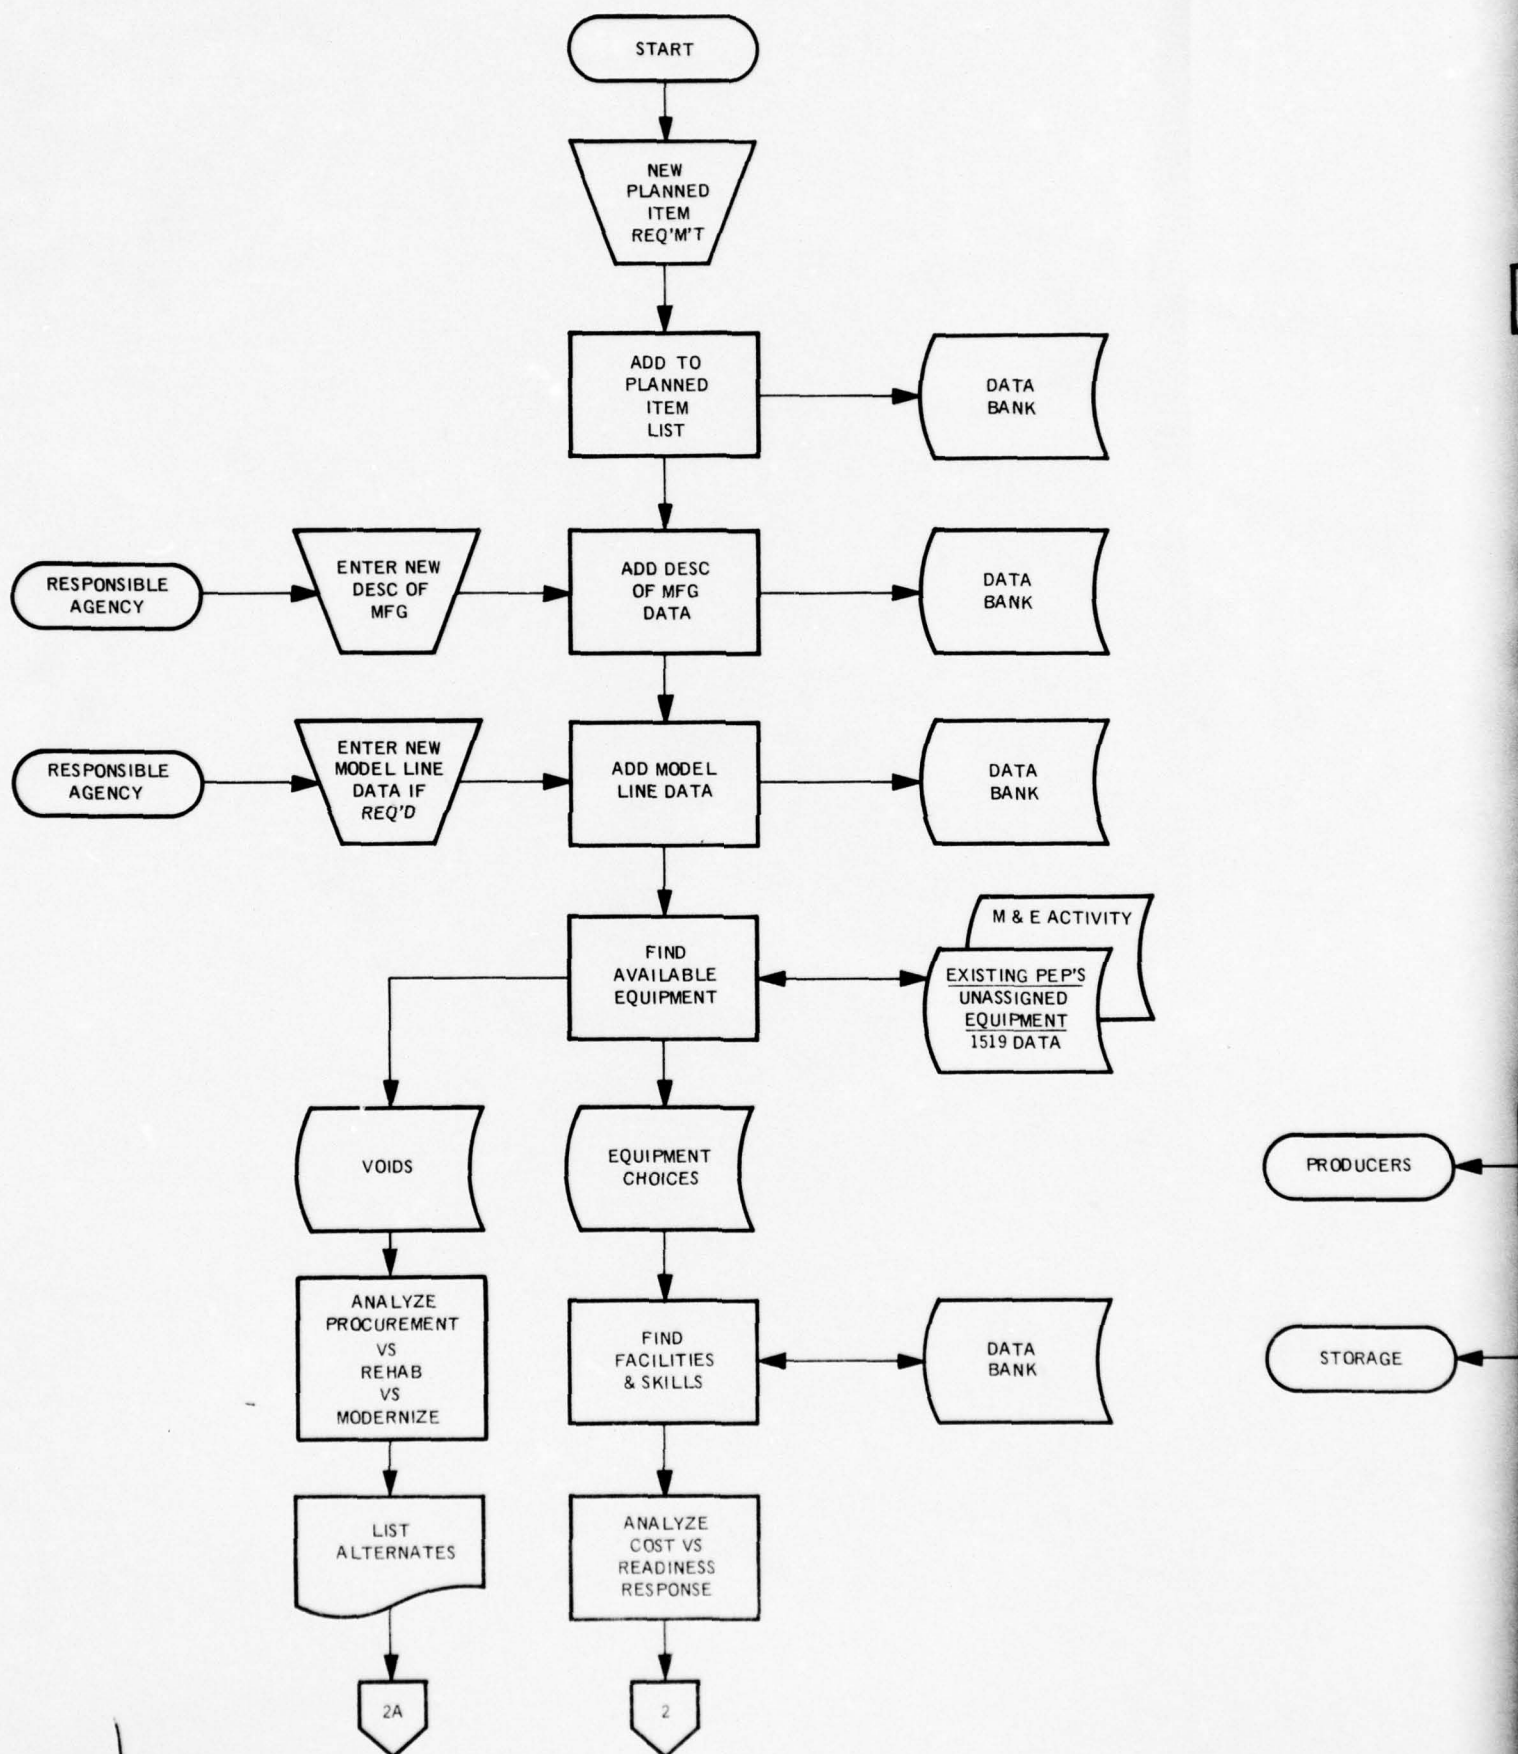 START
NEW
PLANNED
ITEM
REQ'M'T
ADD TO
PLANNED
ITEM
LIST
DATA
BANK
RESPONSIBLE
AGENCY
ENTER NEW
DESC OF
MFG
ADD DESC
OF MFG
DATA
DATA
BANK
RESPONSIBLE
AGENCY
ENTER NEW
MODEL LINE
DATA IF
REQ'D
ADD MODEL
LINE DATA
DATA
BANK
FIND
AVAILABLE
EQUIPMENT
M & E ACTIVITY
EXISTING PEP'S
UNASSIGNED
EQUIPMENT
1519 DATA
VOIDS
EQUIPMENT
CHOICES
PRODUCERS
ANALYZE
PROCUREMENT
VS
REHAB
VS
MODERNIZE
FIND
FACILITIES
& SKILLS
DATA
BANK
STORAGE
LIST
ALTERNATES
ANALYZE
COST VS
READINESS
RESPONSE
2A
2